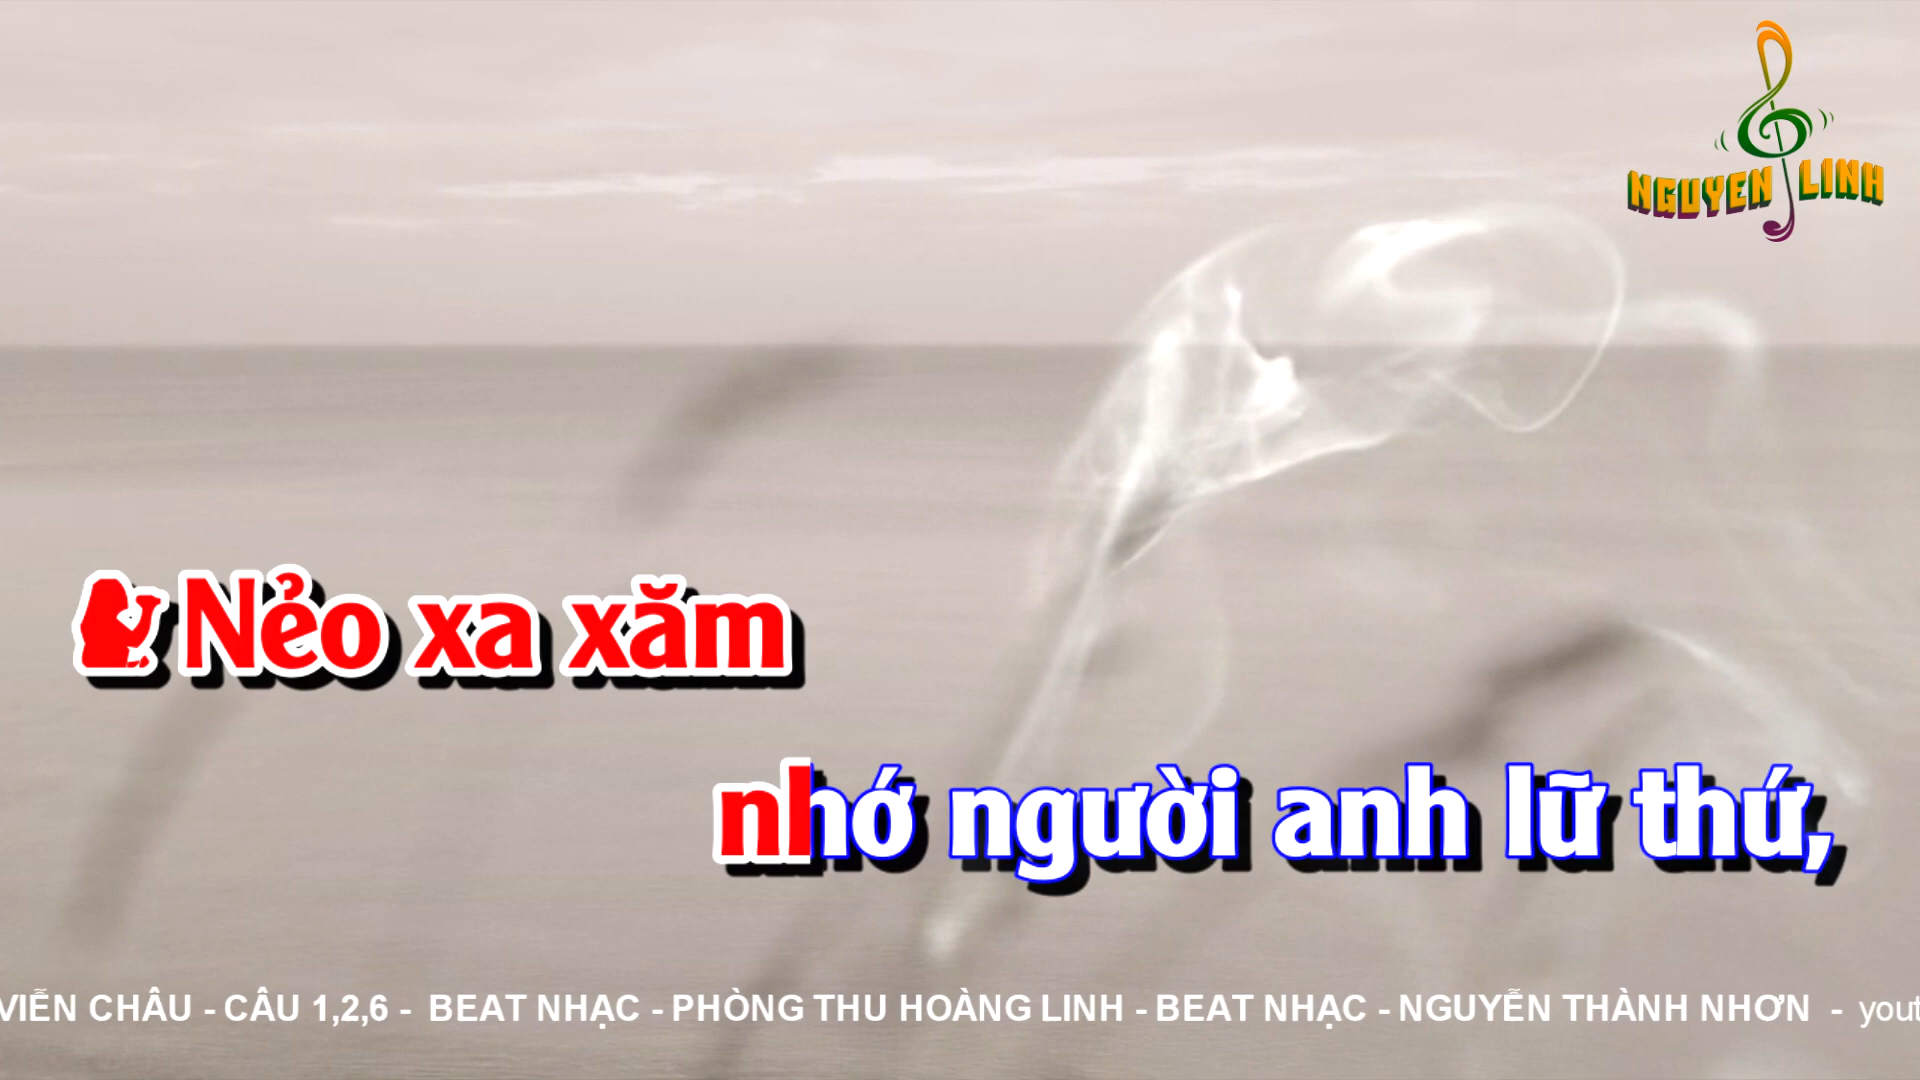 NGUYEN LINH
Nẻo xa xăm
nhớ người anh lữ thứ,
VIỄN CHÂU - CÂU 1,2,6 - BEAT NHẠC - PHÒNG THU HOÀNG LINH - BEAT NHẠC - NGUYỄN THÀNH NHƠN - yout